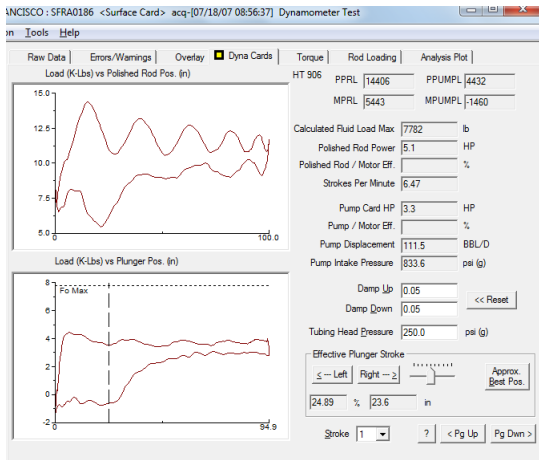 ANCISCO : SFRA0186 <Surface Card> acq-[07/18/07 08:56:37] Dynamometer Test
on Tools Help
Raw Data Errors/Warnings Overlay Dyna Cards Torque Rod Loading Analysis Plot
Load (K-Lbs) vs Polished Rod Pos. (in)
15.0
12.5
10.0
7.5
5.0
0 100.0
Load (K-Lbs) vs Plunger Pos. (in)
8
Fo Max
6
4
2
0
-2
0 94.9
HT 906 PPRL 14406 PPUMPL 4432
MPRL 5443 MPUMPL -1460
Calculated Fluid Load Max 7782 lb
Polished Rod Power 5.1 HP
Polished Rod / Motor Eff. %
Strokes Per Minute 6.47
Pump Card HP 3.3 HP
Pump / Motor Eff. %
Pump Displacement 111.5 BBL/D
Pump Intake Pressure 833.6 psi (g)
Damp Up 0.05
Damp Down 0.05
<< Reset
Tubing Head Pressure 250.0 psi (g)
Effective Plunger Stroke
< --- Left Right --- > Approx. Best Pos.
24.89 % 23.6 in
Stroke 1 ? < Pg Up Pg Dwn >